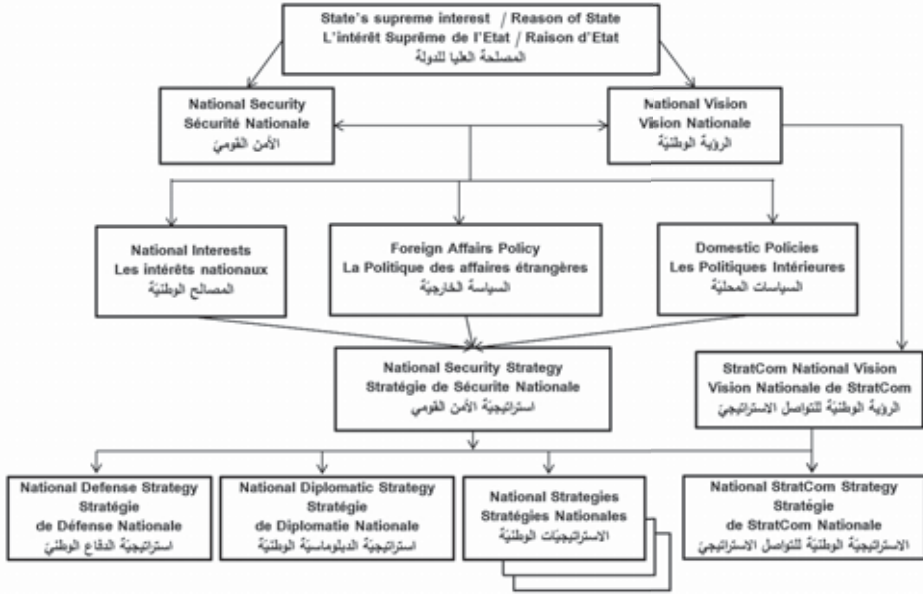 State's supreme interest / Reason of State
L'intérêt Suprême de l'Etat / Raison d'Etat
المصلحة العليا للدولة
National Security
Sécurité Nationale
الأمن القوميّ
National Vision
Vision Nationale
الرؤية الوطنيّة
National Interests
Les intérêts nationaux
المصالح الوطنيّة
Foreign Affairs Policy
La Politique des affaires étrangères
السياسة الخارجيّة
Domestic Policies
Les Politiques Intérieures
السياسات المحليّة
National Security Strategy
Stratégie de Sécurite Nationale
استراتيجيّة الأمن القومي
StratCom National Vision
Vision Nationale de StratCom
الرؤية الوطنيّة للتواصل الاستراتيجيّ
National Defense Strategy
Stratégie
de Défense Nationale
استراتيجيّة الدفاع الوطنيّ
National Diplomatic Strategy
Stratégie
de Diplomatie Nationale
استراتيجيّة الدبلوماسيّة الوطنيّة
National Strategies
Stratégies Nationales
الاستراتيجيّات الوطنيّة
National StratCom Strategy
Stratégie
de StratCom Nationale
الاستراتيجيّة الوطنيّة للتواصل الاستراتيجيّ